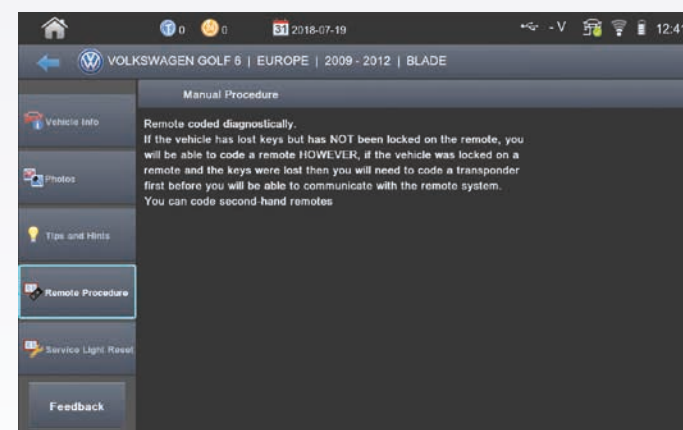 0 0 31 2018-07-19 - V 12:41
VOLKSWAGEN GOLF 6 | EUROPE | 2009 - 2012 | BLADE
Manual Procedure
Vehicle Info
Photos
Tips and Hints
Remote Procedure
Service Light Reset
Feedback
Remote coded diagnostically.
If the vehicle has lost keys but has NOT been locked on the remote, you
will be able to code a remote HOWEVER, if the vehicle was locked on a
remote and the keys were lost then you will need to code a transponder
first before you will be able to communicate with the remote system.
You can code second-hand remotes